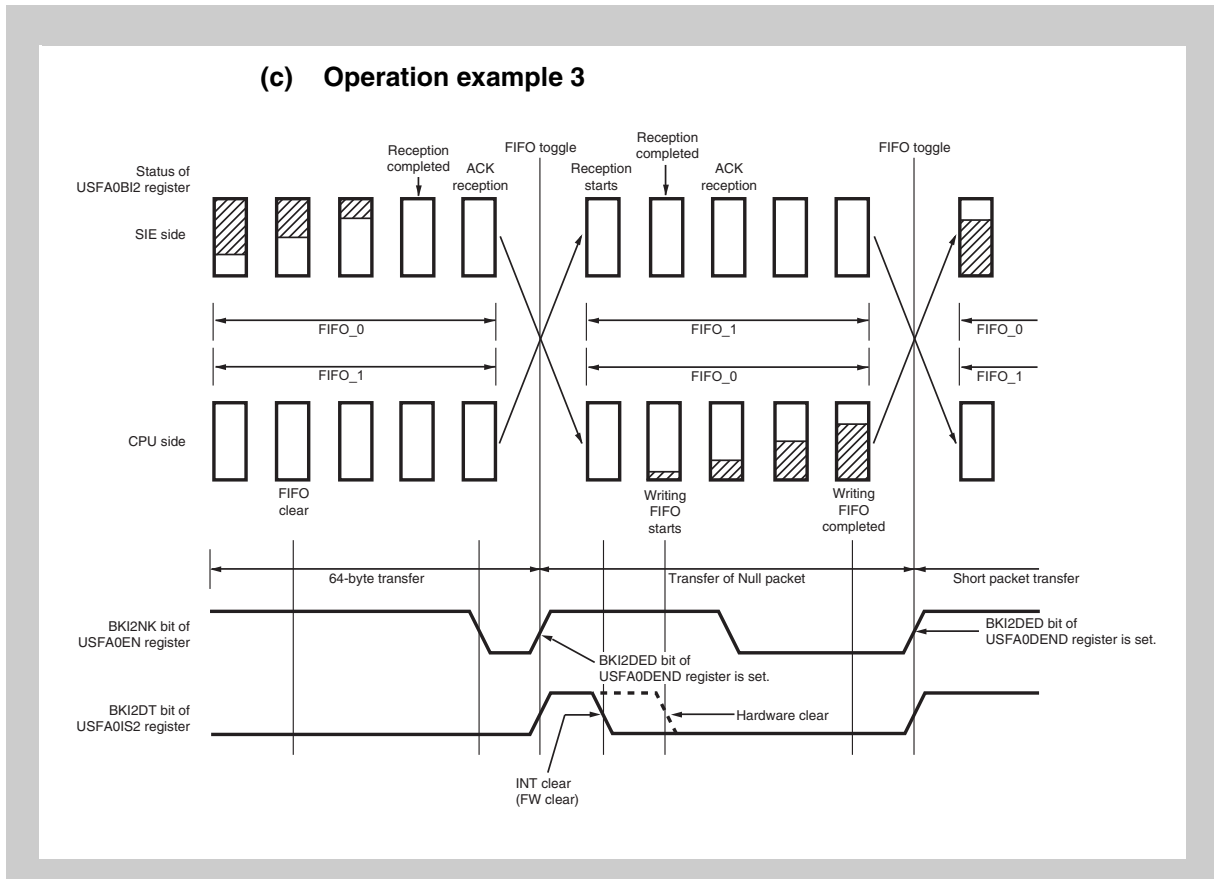 (c) Operation example 3
Reception
completed
FIFO toggle
Reception
completed
FIFO toggle
Status of
USFA0BI2 register
ACK
reception
Reception
starts
ACK
reception
SIE side
FIFO_0
FIFO_1
FIFO_0
FIFO_1
FIFO_0
FIFO_1
CPU side
FIFO
clear
Writing
FIFO
starts
Writing
FIFO
completed
64-byte transfer
Transfer of Null packet
Short packet transfer
BKI2NK bit of
USFA0EN register
BKI2DED bit of
USFA0DEND register is set.
BKI2DED bit of
USFA0DEND register is set.
BKI2DT bit of
USFA0IS2 register
Hardware clear
INT clear
(FW clear)